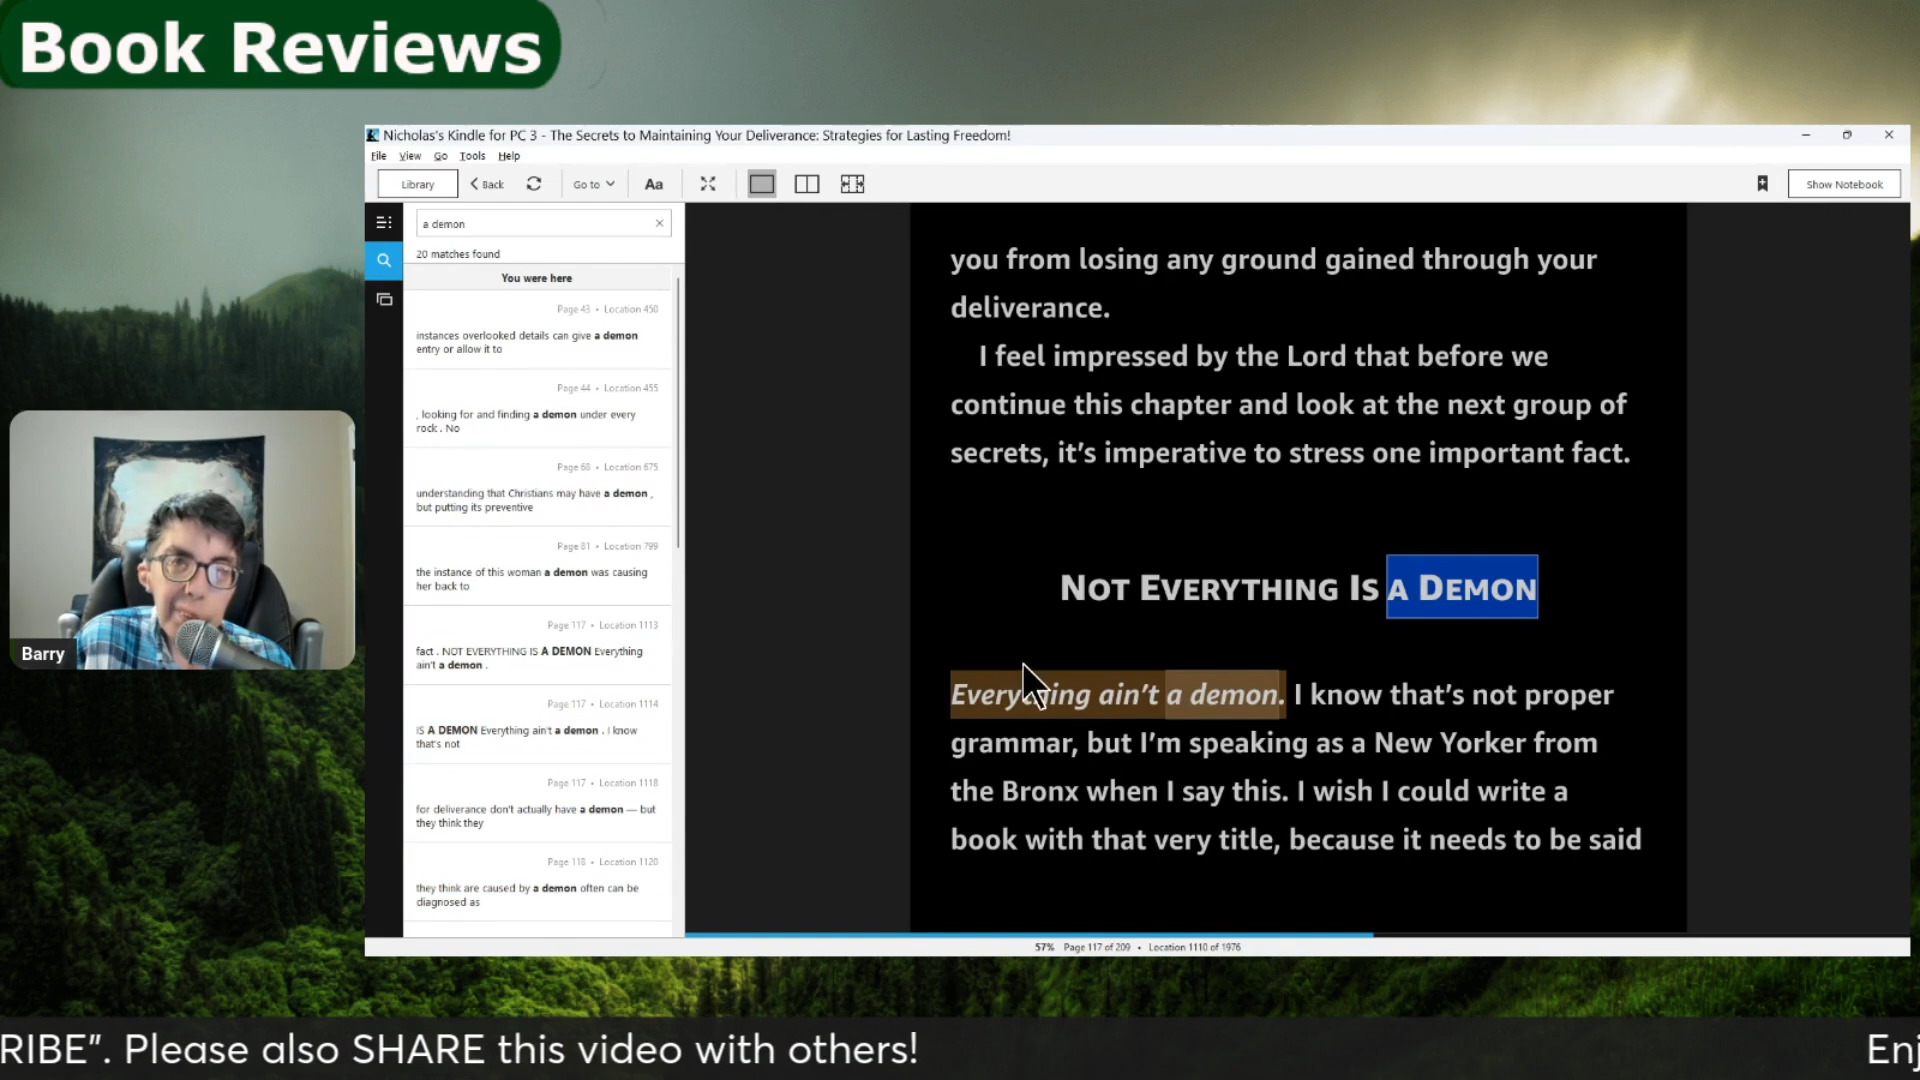 Book Reviews
Nicholas's Kindle for PC 3 - The Secrets to Maintaining Your Deliverance: Strategies for Lasting Freedom!
File View Go Tools Help
Library Back Go to Aa Show Notebook
a demon
20 matches found
You were here
Page 43 • Location 450
instances overlooked details can give a demon
entry or allow it to
Page 44 • Location 455
, looking for and finding a demon under every
rock . No
Page 68 • Location 675
understanding that Christians may have a demon ,
but putting its preventive
Page 81 • Location 799
the instance of this woman a demon was causing
her back to
Page 117 • Location 1113
fact . NOT EVERYTHING IS A DEMON Everything
ain't a demon .
Page 117 • Location 1114
IS A DEMON Everything ain't a demon . I know
that's not
Page 117 • Location 1118
for deliverance don't actually have a demon — but
they think they
Page 118 • Location 1120
they think are caused by a demon often can be
diagnosed as
you from losing any ground gained through your
deliverance.
I feel impressed by the Lord that before we
continue this chapter and look at the next group of
secrets, it's imperative to stress one important fact.
NOT EVERYTHING IS A DEMON
Everything ain't a demon. I know that's not proper
grammar, but I'm speaking as a New Yorker from
the Bronx when I say this. I wish I could write a
book with that very title, because it needs to be said
57% Page 117 of 209 • Location 1110 of 1976
Barry
RIBE". Please also SHARE this video with others! Enj